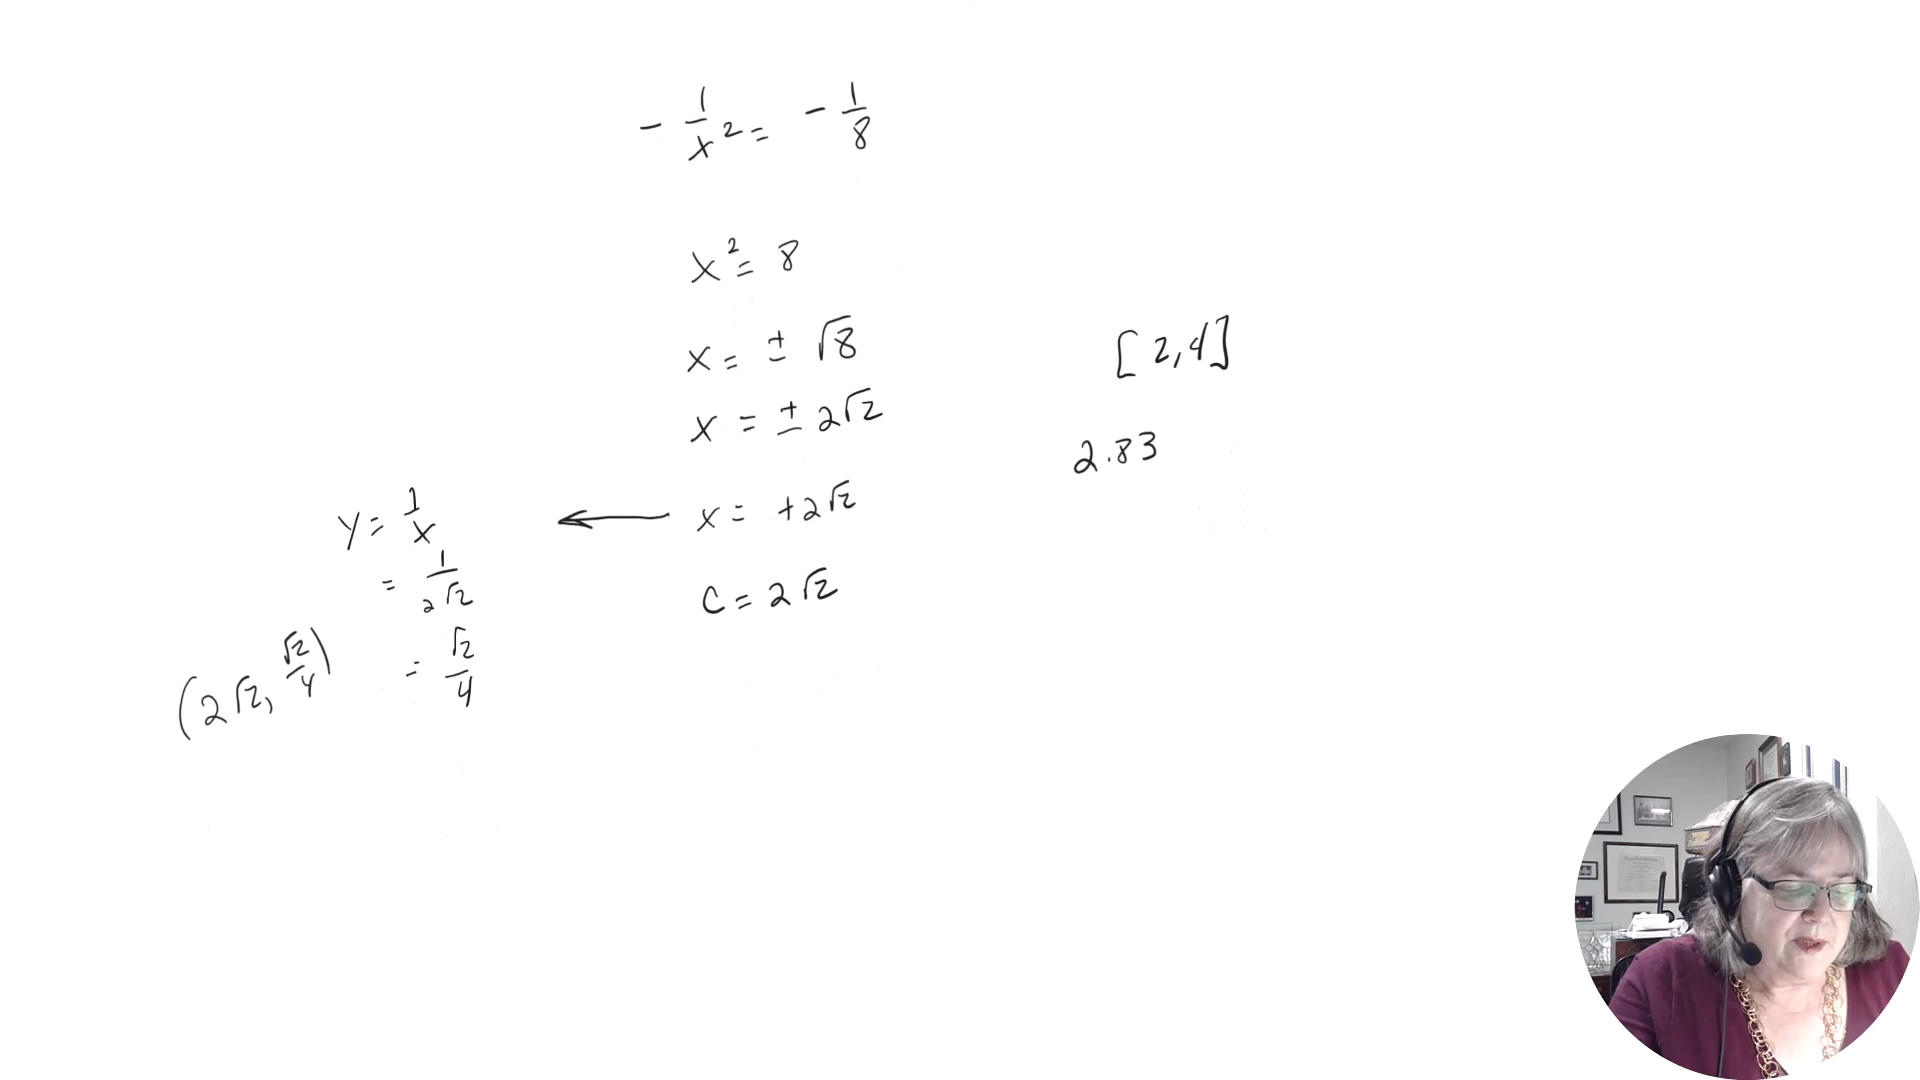 - 1/x² = - 1/8
x² = 8
x = ± √8
x = ± 2√2
x = +2√2
c = 2√2
[2,4]
2.83
←
y = 1/x
= 1/2√2
= √2/4
(2√2, √2/4)